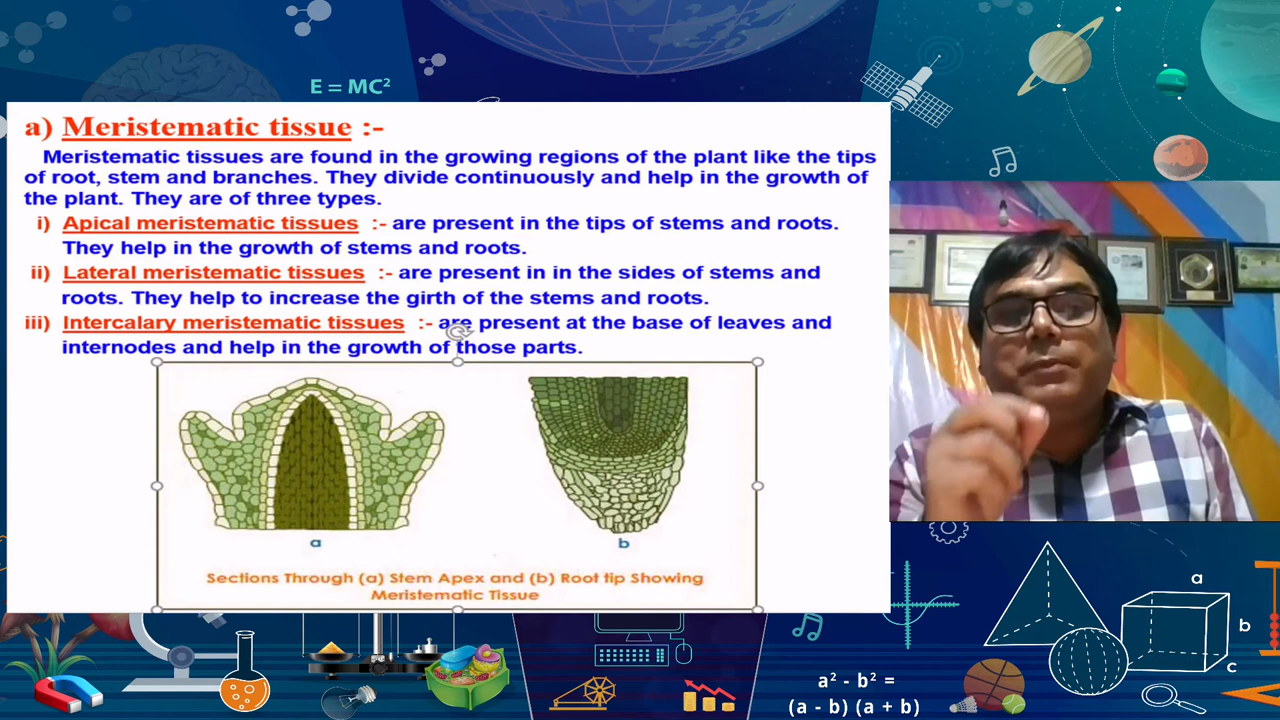 E = MC²
a) Meristematic tissue :-
Meristematic tissues are found in the growing regions of the plant like the tips
of root, stem and branches. They divide continuously and help in the growth of
the plant. They are of three types.
i) Apical meristematic tissues :- are present in the tips of stems and roots.
They help in the growth of stems and roots.
ii) Lateral meristematic tissues :- are present in in the sides of stems and
roots. They help to increase the girth of the stems and roots.
iii) Intercalary meristematic tissues :- are present at the base of leaves and
internodes and help in the growth of those parts.
a b
Sections Through (a) Stem Apex and (b) Root tip Showing
Meristematic Tissue
a
b
c
a² - b² =
(a - b) (a + b)